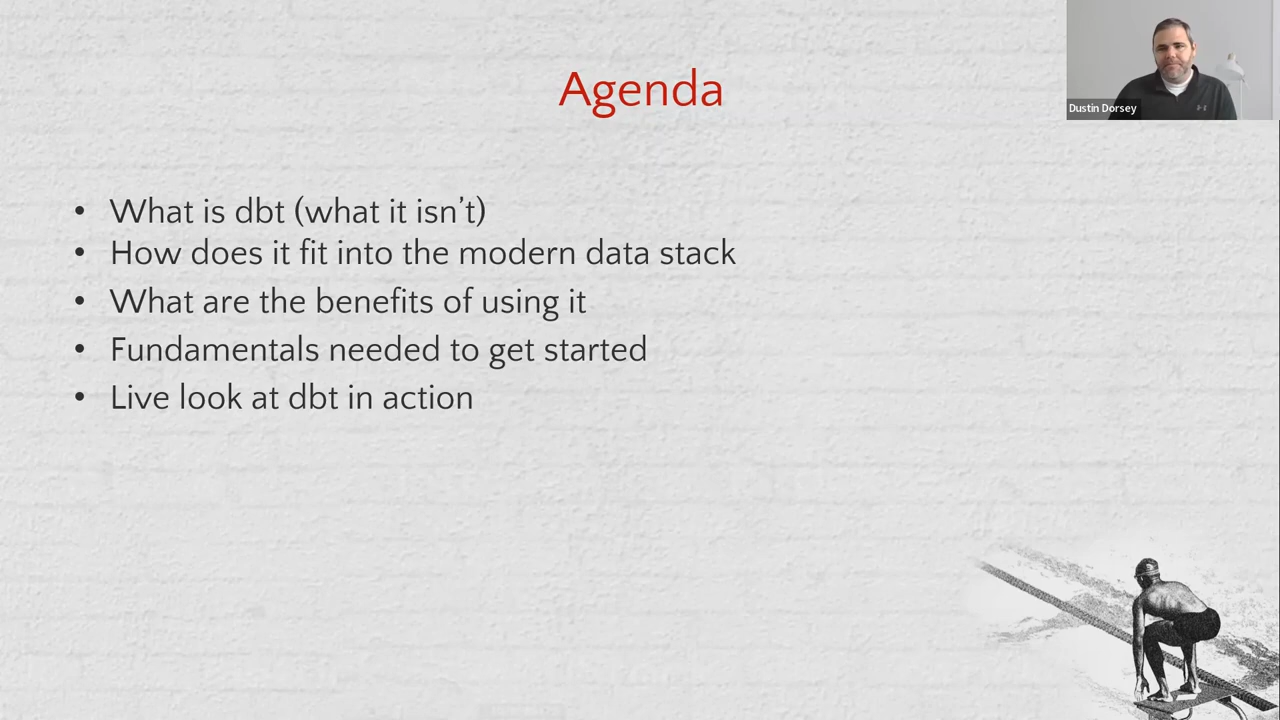 Agenda
Dustin Dorsey
• What is dbt (what it isn’t)
• How does it fit into the modern data stack
• What are the benefits of using it
• Fundamentals needed to get started
• Live look at dbt in action